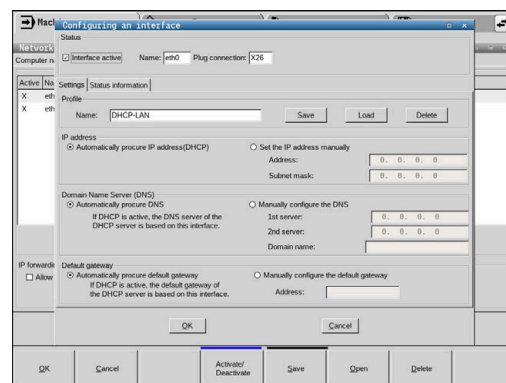 Mach
Configuring an interface
Network
Computer n
Status
Interface active Name: eth0 Plug connection: X26
Active Na
X eth
X eth
Settings Status information
Profile
Name: DHCP-LAN Save Load Delete
IP address
Automatically procure IP address(DHCP) Set the IP address manually
Address: 0. 0. 0. 0
Subnet mask: 0. 0. 0. 0
Domain Name Server (DNS)
Automatically procure DNS Manually configure the DNS
If DHCP is active, the DNS server of the 1st server: 0. 0. 0. 0
DHCP server is based on this interface. 2nd server: 0. 0. 0. 0
Domain name:
IP forwardi
Allow
Default gateway
Automatically procure default gateway Manually configure the default gateway
If DHCP is active, the default gateway of Address:
the DHCP server is based on this interface.
OK Cancel
OK Cancel Activate/ Save Open Delete
Deactivate